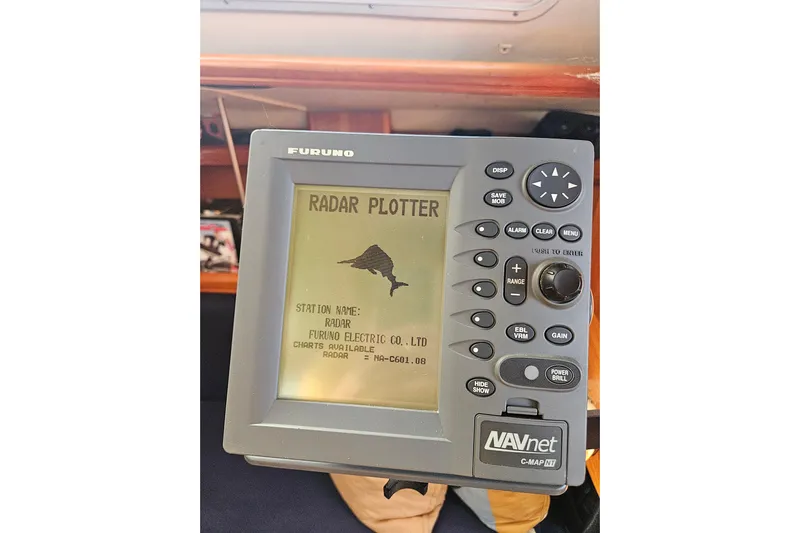 FURUNO
RADAR PLOTTER
STATION NAME:
RADAR
FURUNO ELECTRIC CO.,LTD
CHARTS AVAILABLE
RADAR = MA-C601.08
DISP
SAVE
MOB
ALARM
CLEAR
MENU
PUSH TO ENTER
+
RANGE
−
EBL
VRM
GAIN
POWER
BRILL
HIDE
SHOW
NAVnet
C-MAP NT